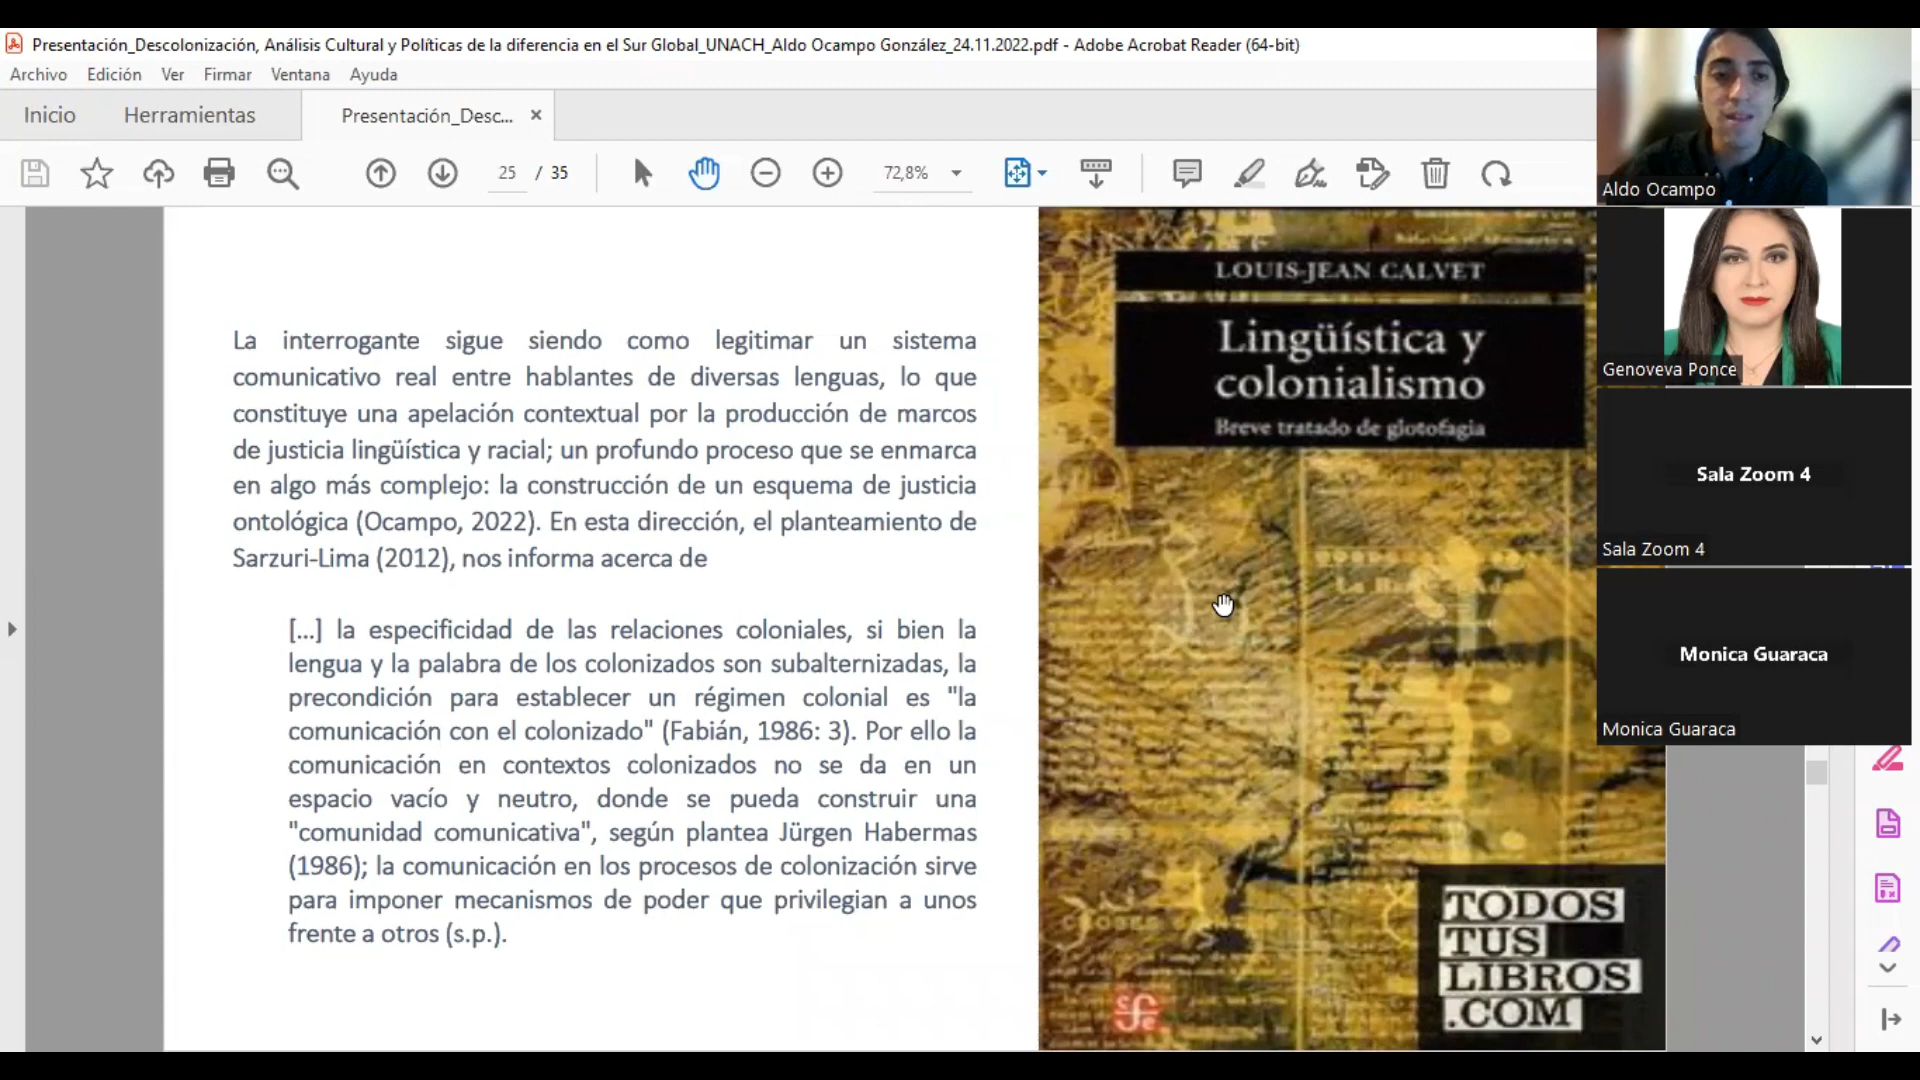 Presentación_Descolonización, Análisis Cultural y Políticas de la diferencia en el Sur Global_UNACH_Aldo Ocampo González_24.11.2022.pdf - Adobe Acrobat Reader (64-bit)
Archivo Edición Ver Firmar Ventana Ayuda
Inicio Herramientas Presentación_Desc... ×
25 / 35 72,8%
La interrogante sigue siendo como legitimar un sistema
comunicativo real entre hablantes de diversas lenguas, lo que
constituye una apelación contextual por la producción de marcos
de justicia lingüística y racial; un profundo proceso que se enmarca
en algo más complejo: la construcción de un esquema de justicia
ontológica (Ocampo, 2022). En esta dirección, el planteamiento de
Sarzuri-Lima (2012), nos informa acerca de
[...] la especificidad de las relaciones coloniales, si bien la
lengua y la palabra de los colonizados son subalternizadas, la
precondición para establecer un régimen colonial es "la
comunicación con el colonizado" (Fabián, 1986: 3). Por ello la
comunicación en contextos colonizados no se da en un
espacio vacío y neutro, donde se pueda construir una
"comunidad comunicativa", según plantea Jürgen Habermas
(1986); la comunicación en los procesos de colonización sirve
para imponer mecanismos de poder que privilegian a unos
frente a otros (s.p.).
LOUIS-JEAN CALVET
Lingüística y
colonialismo
Breve tratado de glotofagia
TODOS
TUS
LIBROS
.COM
Aldo Ocampo
Genoveva Ponce
Sala Zoom 4
Sala Zoom 4
Monica Guaraca
Monica Guaraca